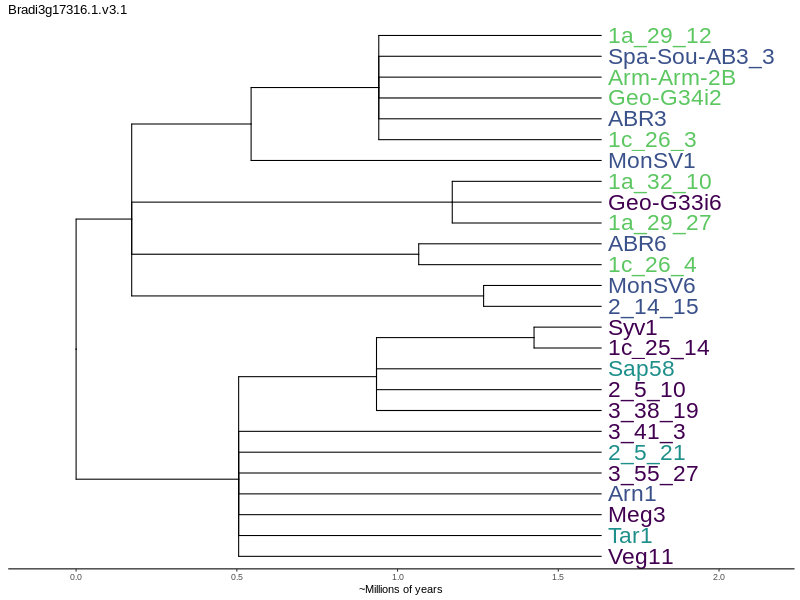 Bradi3g17316.1.v3.1
1a_29_12
Spa-Sou-AB3_3
Arm-Arm-2B
Geo-G34i2
ABR3
1c_26_3
MonSV1
1a_32_10
Geo-G33i6
1a_29_27
ABR6
1c_26_4
MonSV6
2_14_15
Syv1
1c_25_14
Sap58
2_5_10
3_38_19
3_41_3
2_5_21
3_55_27
Arn1
Meg3
Tar1
Veg11
0.0 0.5 1.0 1.5 2.0
~Millions of years